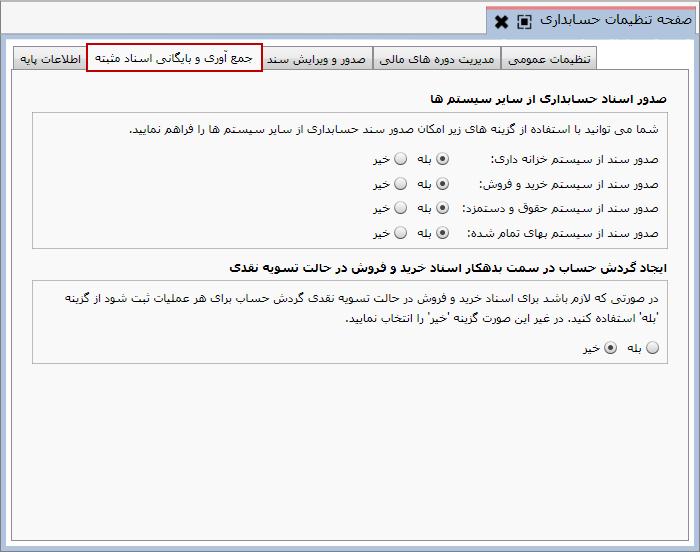 صفحه تنظیمات حسابداری
تنظیمات عمومی
مدیریت دوره های مالی
صدور و ویرایش سند
جمع آوری و بایگانی اسناد مثبته
اطلاعات پایه
صدور اسناد حسابداری از سایر سیستم ها
شما می توانید با استفاده از گزینه های زیر امکان صدور سند حسابداری از سایر سیستم ها را فراهم نمایید.
صدور سند از سیستم خزانه داری: بله خیر
صدور سند از سیستم خرید و فروش: بله خیر
صدور سند از سیستم حقوق و دستمزد: بله خیر
صدور سند از سیستم بهای تمام شده: بله خیر
ایجاد گردش حساب در سمت بدهکار اسناد خرید و فروش در حالت تسویه نقدی
در صورتی که لازم باشد برای اسناد خرید و فروش در حالت تسویه نقدی گردش حساب برای هر عملیات ثبت شود از گزینه
'بله' استفاده کنید. در غیر این صورت گزینه 'خیر' را انتخاب نمایید.
بله خیر